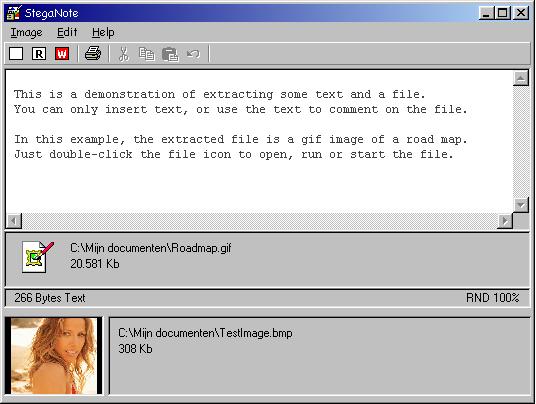 StegaNote
Image Edit Help
R W
This is a demonstration of extracting some text and a file.
You can only insert text, or use the text to comment on the file.
In this example, the extracted file is a gif image of a road map.
Just double-click the file icon to open, run or start the file.
C:\Mijn documenten\Roadmap.gif
20.581 Kb
266 Bytes Text RND 100%
C:\Mijn documenten\TestImage.bmp
308 Kb